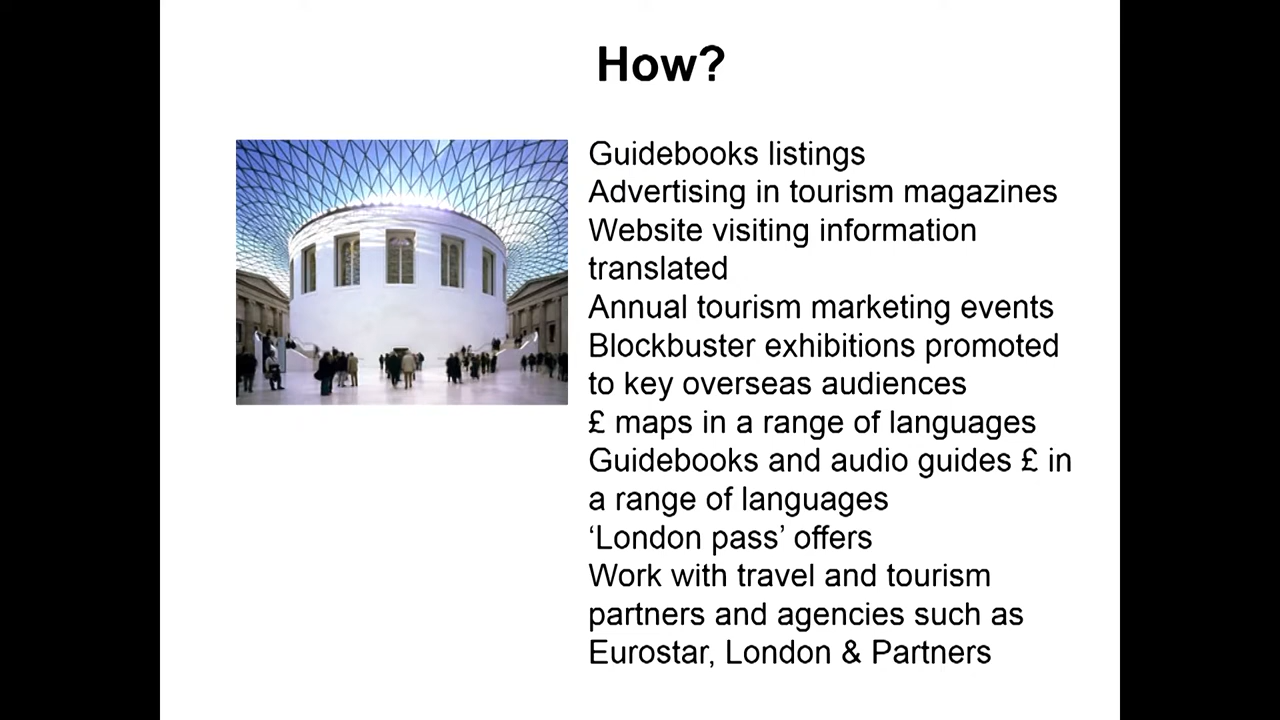 How?
Guidebooks listings
Advertising in tourism magazines
Website visiting information
translated
Annual tourism marketing events
Blockbuster exhibitions promoted
to key overseas audiences
£ maps in a range of languages
Guidebooks and audio guides £ in
a range of languages
‘London pass’ offers
Work with travel and tourism
partners and agencies such as
Eurostar, London & Partners